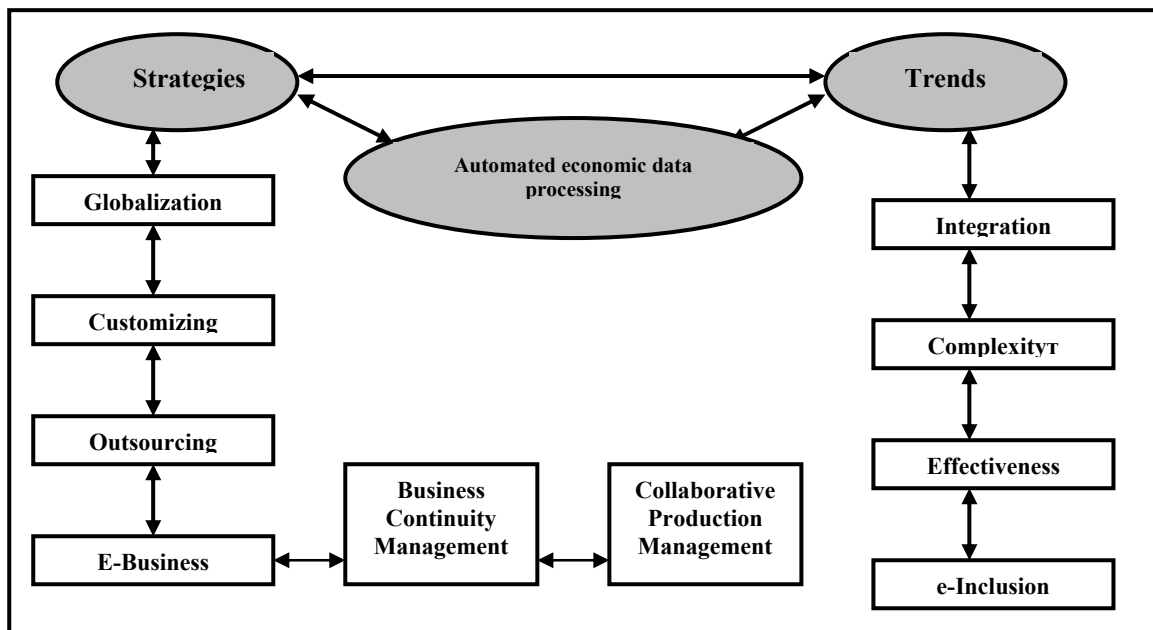 Strategies
Trends
Automated economic data
processing
Globalization
Customizing
Outsourcing
E-Business
Business
Continuity
Management
Collaborative
Production
Management
Integration
Complexityт
Effectiveness
e-Inclusion